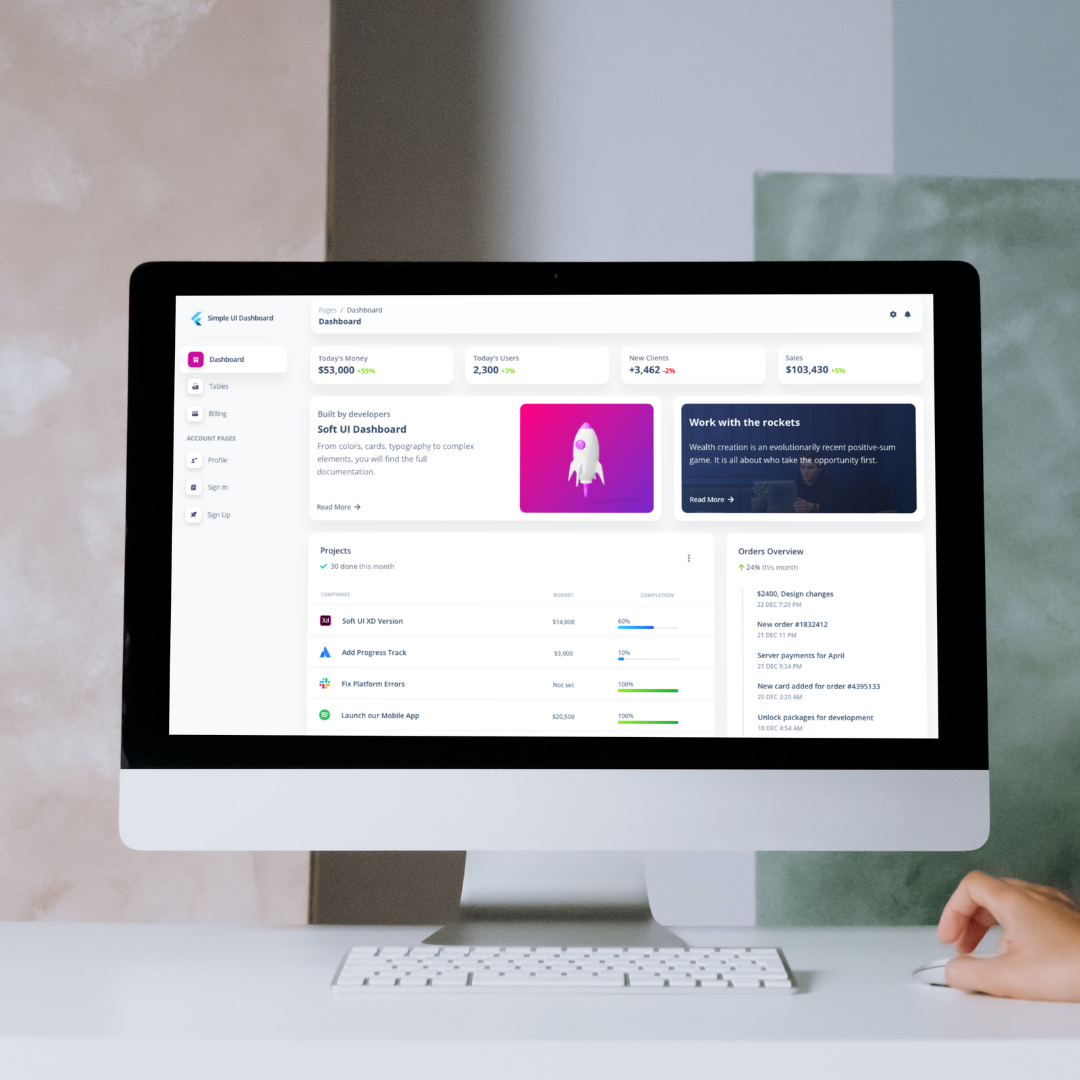 Simple UI Dashboard
Dashboard
Tables
Billing
ACCOUNT PAGES
Profile
Sign In
Sign Up
Pages / Dashboard
Dashboard
Today's Money
$53,000 +55%
Today's Users
2,300 +3%
New Clients
+3,462 -2%
Sales
$103,430 +5%
Built by developers
Soft UI Dashboard
From colors, cards, typography to complex
elements, you will find the full
documentation.
Read More
Work with the rockets
Wealth creation is an evolutionarily recent positive-sum
game. It is all about who take the opportunity first.
Read More
Projects
30 done this month
COMPANIES BUDGET COMPLETION
Xd Soft UI XD Version $14,000 60%
Add Progress Track $3,000 10%
Fix Platform Errors Not set 100%
Launch our Mobile App $20,500 100%
Orders Overview
24% this month
$2400, Design changes
22 DEC 7:20 PM
New order #1832412
21 DEC 11 PM
Server payments for April
21 DEC 9:34 PM
New card added for order #4395133
20 DEC 2:20 AM
Unlock packages for development
18 DEC 4:54 AM